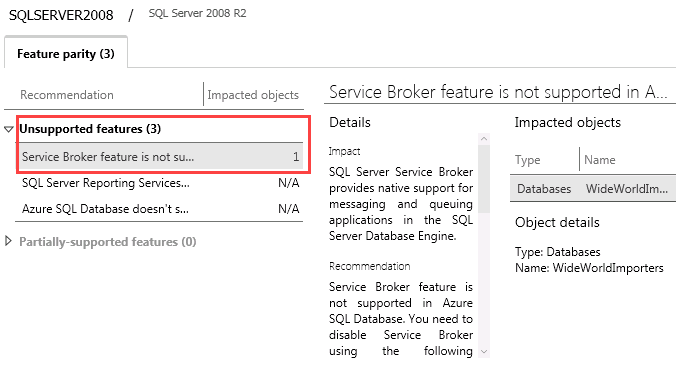 SQLSERVER2008 / SQL Server 2008 R2
Feature parity (3)
Recommendation Impacted objects
Unsupported features (3)
Service Broker feature is not su... 1
SQL Server Reporting Services... N/A
Azure SQL Database doesn't s... N/A
Partially-supported features (0)
Service Broker feature is not supported in A...
Details
Impact
SQL Server Service Broker
provides native support for
messaging and queuing
applications in the SQL
Server Database Engine.
Recommendation
Service Broker feature is
not supported in Azure
SQL Database. You need to
disable Service Broker
using the following
Impacted objects
Type Name
Databases WideWorldIm...
Object details
Type: Databases
Name: WideWorldImporters